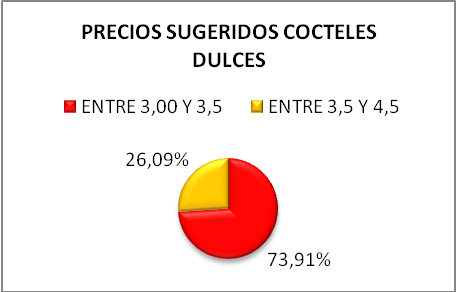 PRECIOS SUGERIDOS COCTELES
DULCES
ENTRE 3,00 Y 3,5 ENTRE 3,5 Y 4,5
26,09%
73,91%